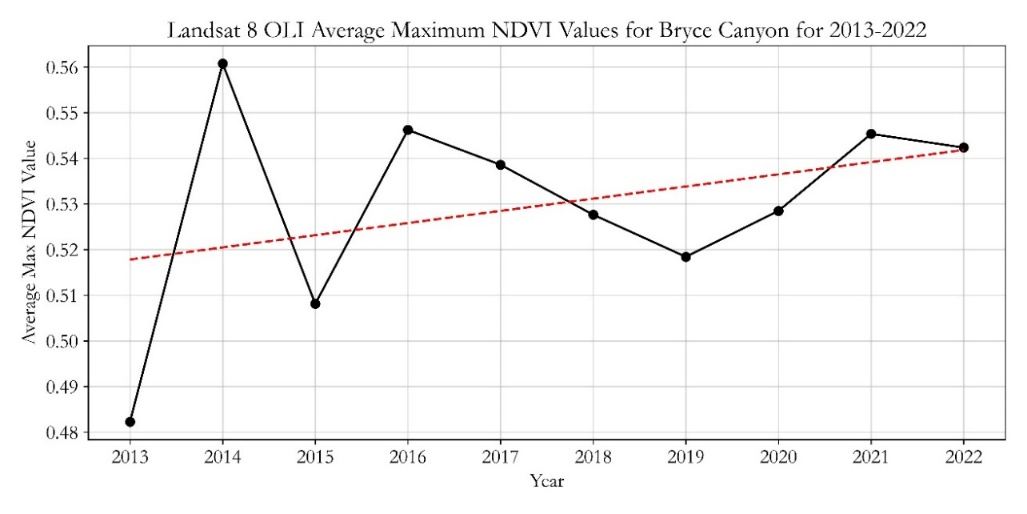 Landsat 8 OLI Average Maximum NDVI Values for Bryce Canyon for 2013-2022
Average Max NDVI Value
0.56
0.55
0.54
0.53
0.52
0.51
0.50
0.49
0.48
2013 2014 2015 2016 2017 2018 2019 2020 2021 2022
Year